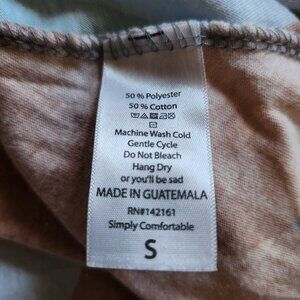 50 % Polyester
50 % Cotton
Machine Wash Cold
Gentle Cycle
Do Not Bleach
Hang Dry
or you'll be sad
MADE IN GUATEMALA
RN#142161
Simply Comfortable
S